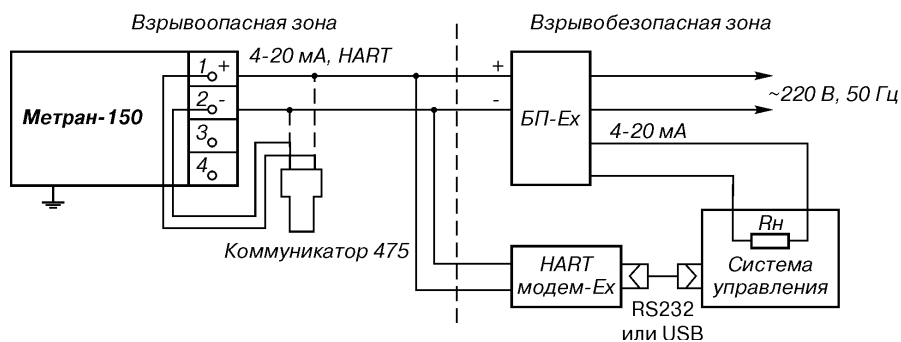 Взрывоопасная зона
Взрывобезопасная зона
4-20 мА, HART
1 +
2 -
3
4
Метран-150
+
-
БП-Ex
~220 В, 50 Гц
4-20 мА
Коммуникатор 475
Rн
HART
модем-Ex
Система
управления
RS232
или USB